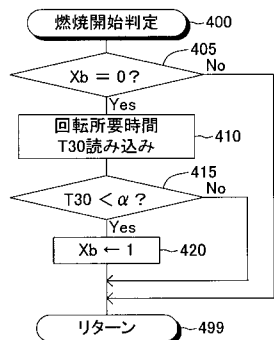 燃焼開始判定 400
405
Xb = 0? No
Yes
回転所要時間
T30読み込み 410
415
T30 < α? No
Yes
Xb ← 1 420
リターン 499